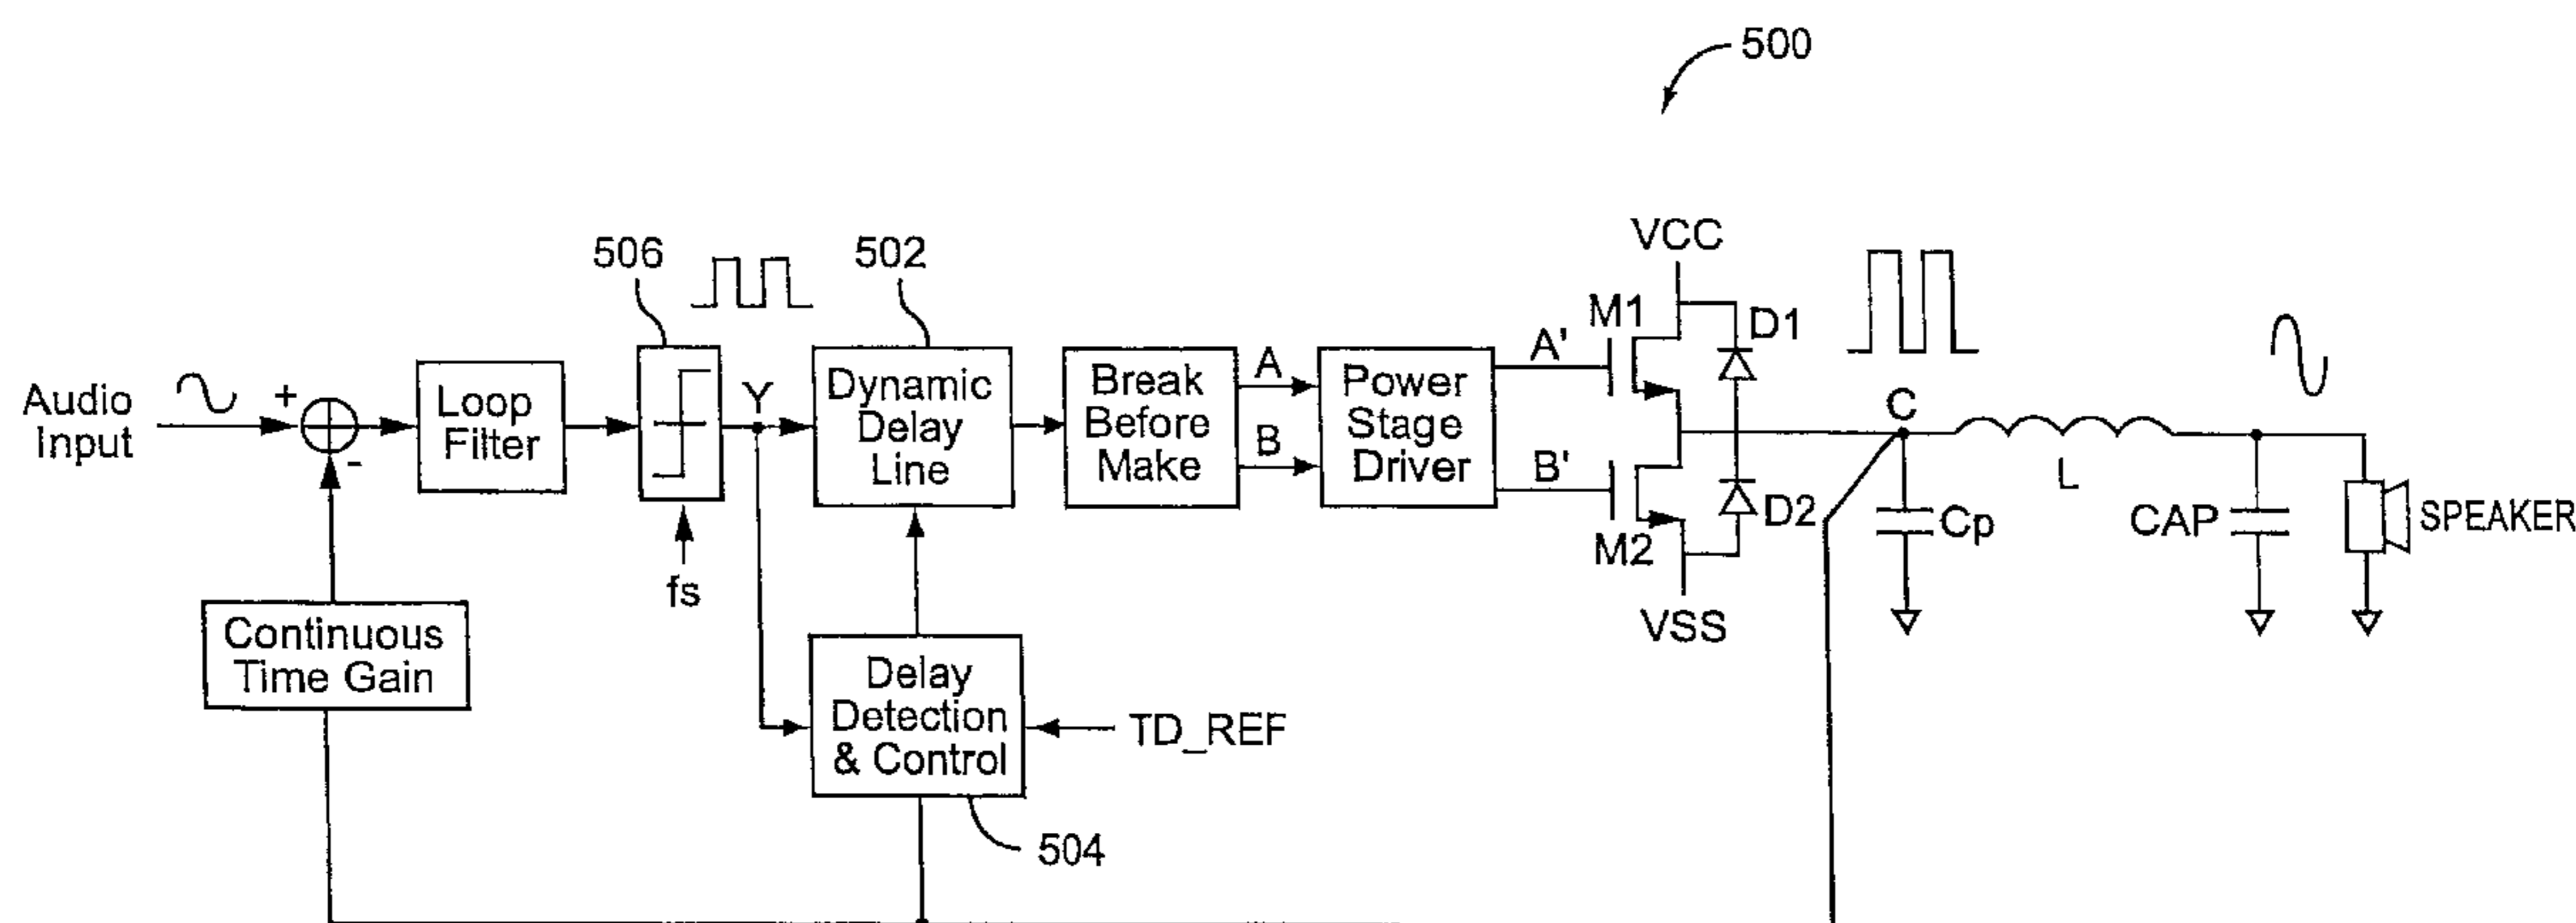 500
506
502
VCC
M1
D1
A'
Audio
Input
+
-
Loop
Filter
Y
Dynamic
Delay
Line
Break
Before
Make
A
B
Power
Stage
Driver
B'
M2
D2
VSS
C
L
Cp
CAP
SPEAKER
fs
Continuous
Time Gain
Delay
Detection
& Control
TD_REF
504